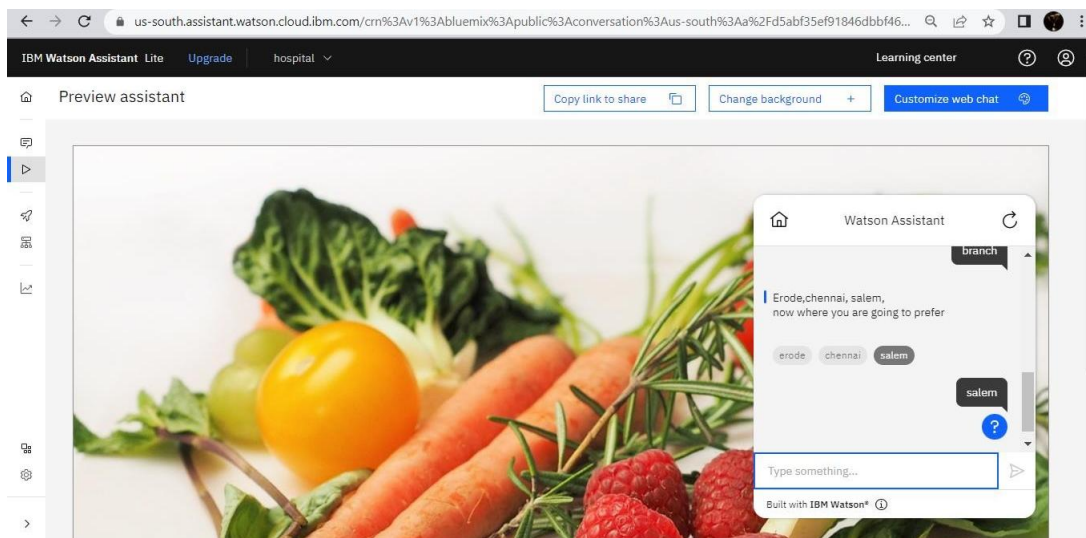 us-south.assistant.watson.cloud.ibm.com/crn%3Av1%3Abluemix%3Apublic%3Aconversation%3Aus-south%3Aa%2Fd5abf35ef91846dbbf46...
IBM Watson Assistant Lite Upgrade hospital Learning center
Preview assistant Copy link to share Change background + Customize web chat
Watson Assistant
branch
Erode,chennai, salem,
now where you are going to prefer
erode chennai salem
salem
?
Type something...
Built with IBM Watson®